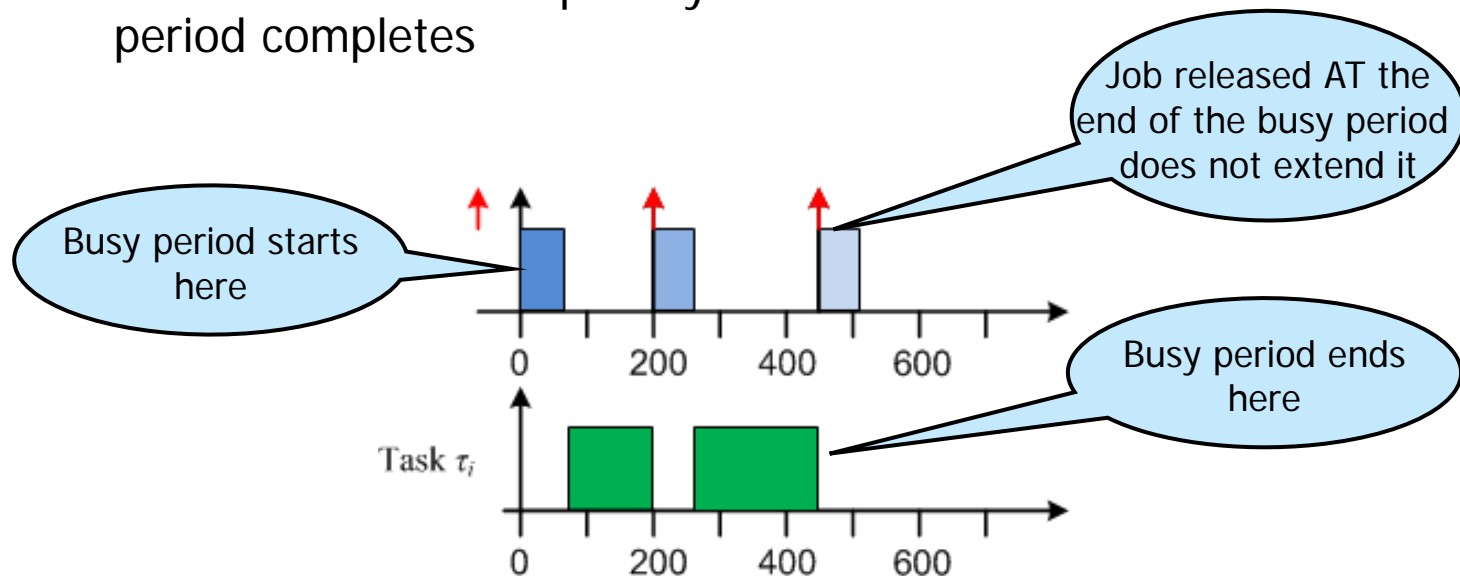 period completes
Job released AT the
end of the busy period
does not extend it
Busy period starts
here
0 200 400 600
Busy period ends
here
Task τi
0 200 400 600